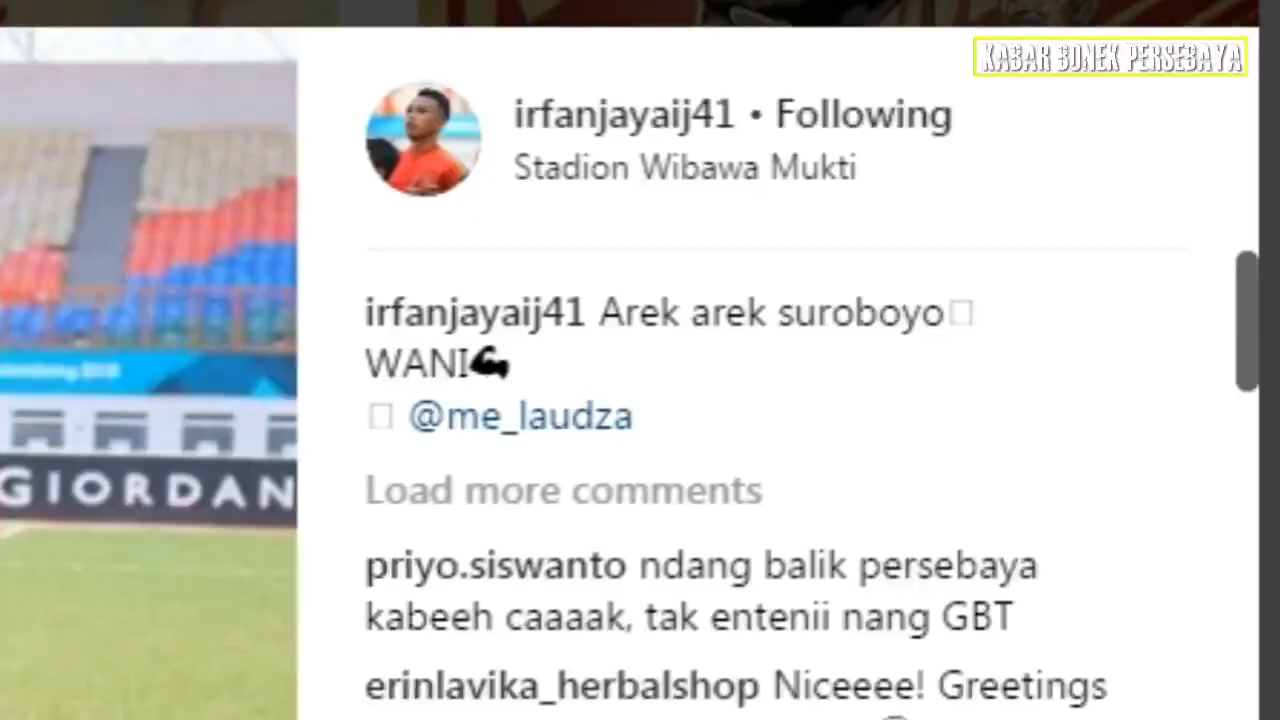 KABAR BONEK PERSEBAYA
irfanjayaij41 • Following
Stadion Wibawa Mukti
irfanjayaij41 Arek arek suroboyo
WANI💪
@me_laudza
Load more comments
priyo.siswanto ndang balik persebaya
kabeeh caaaak, tak entenii nang GBT
erinlavika_herbalshop Niceeee! Greetings
GIORDAN